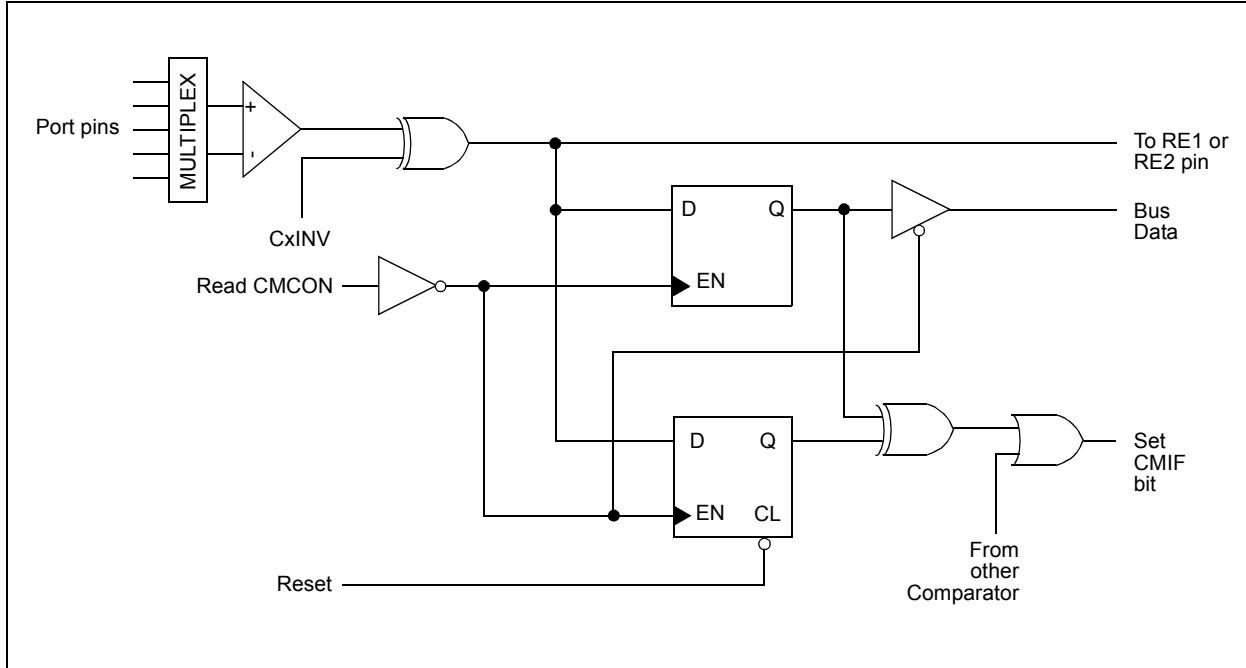 MULTIPLEX
Port pins
+
-
CxINV
To RE1 or
RE2 pin
D
Q
EN
Bus
Data
Read CMCON
D
Q
EN
CL
Set
CMIF
bit
From
other
Comparator
Reset